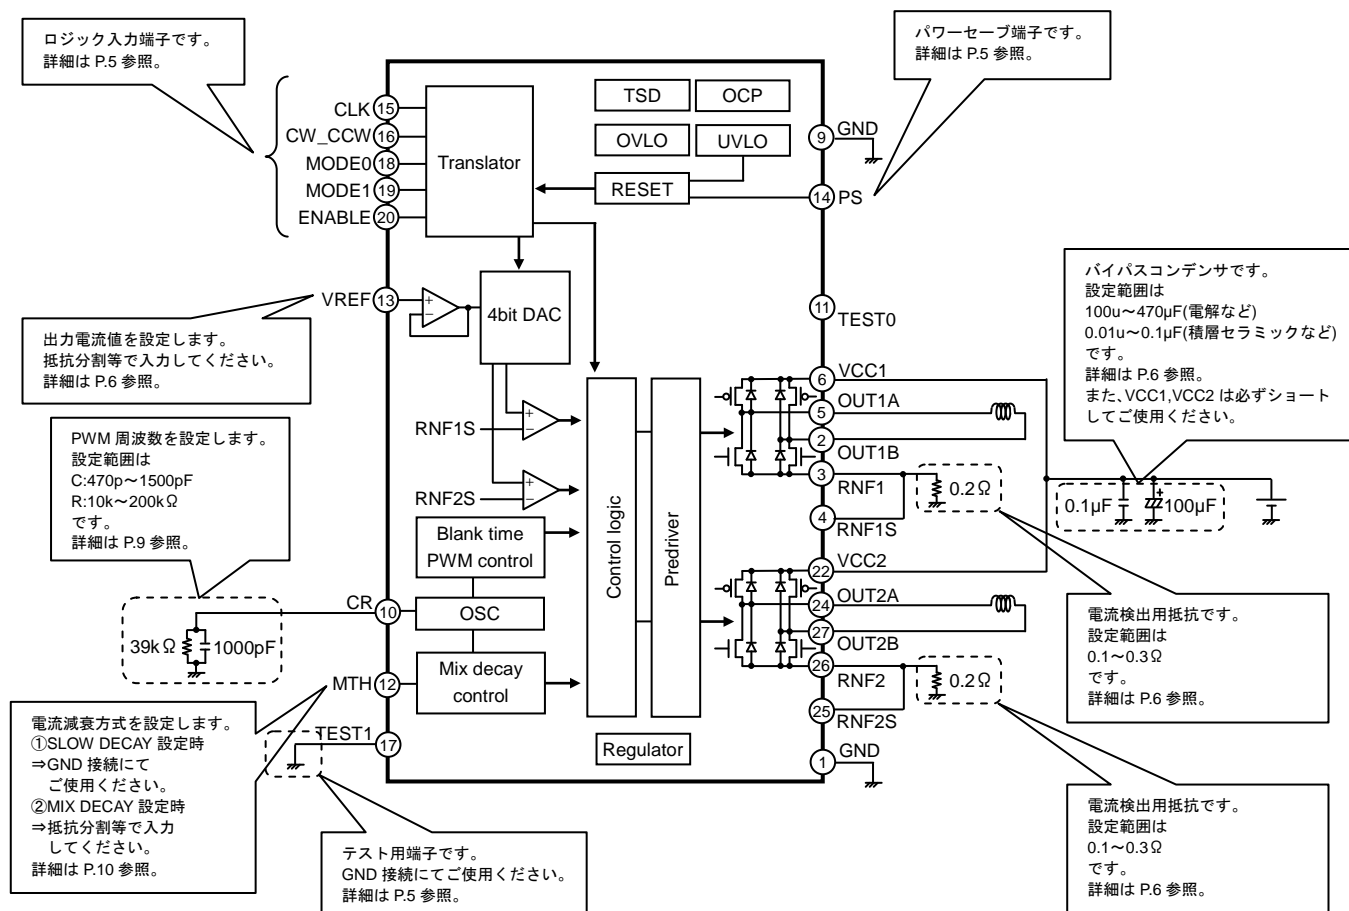 ロジック入力端子です。
詳細は P.5 参照。
パワーセーブ端子です。
詳細は P.5 参照。
CLK 15
CW_CCW 16
MODE0 18
MODE1 19
ENABLE 20
Translator
TSD
OCP
OVLO
UVLO
RESET
9 GND
14 PS
VREF 13
+
−
4bit DAC
11
TEST0
出力電流値を設定します。
抵抗分割等で入力してください。
詳細は P.6 参照。
バイパスコンデンサです。
設定範囲は
100u～470μF(電解など)
0.01u～0.1μF(積層セラミックなど)
です。
詳細は P.6 参照。
また、VCC1,VCC2 は必ずショート
してご使用ください。
PWM 周波数を設定します。
設定範囲は
C:470p～1500pF
R:10k～200kΩ
です。
詳細は P.9 参照。
RNF1S
+
−
RNF2S
+
−
Blank time
PWM control
OSC
Mix decay
control
Control logic
Predriver
Regulator
6 VCC1
5 OUT1A
2
OUT1B
3
RNF1
4
RNF1S
0.2Ω
0.1μF
+
100μF
VCC2
22
OUT2A
24
27
OUT2B
26
RNF2
25
RNF2S
0.2Ω
1
GND
CR
10
39kΩ
1000pF
MTH 12
TEST1
17
電流検出用抵抗です。
設定範囲は
0.1～0.3Ω
です。
詳細は P.6 参照。
電流減衰方式を設定します。
①SLOW DECAY 設定時
⇒GND 接続にて
ご使用ください。
②MIX DECAY 設定時
⇒抵抗分割等で入力
してください。
詳細は P.10 参照。
テスト用端子です。
GND 接続にてご使用ください。
詳細は P.5 参照。
電流検出用抵抗です。
設定範囲は
0.1～0.3Ω
です。
詳細は P.6 参照。